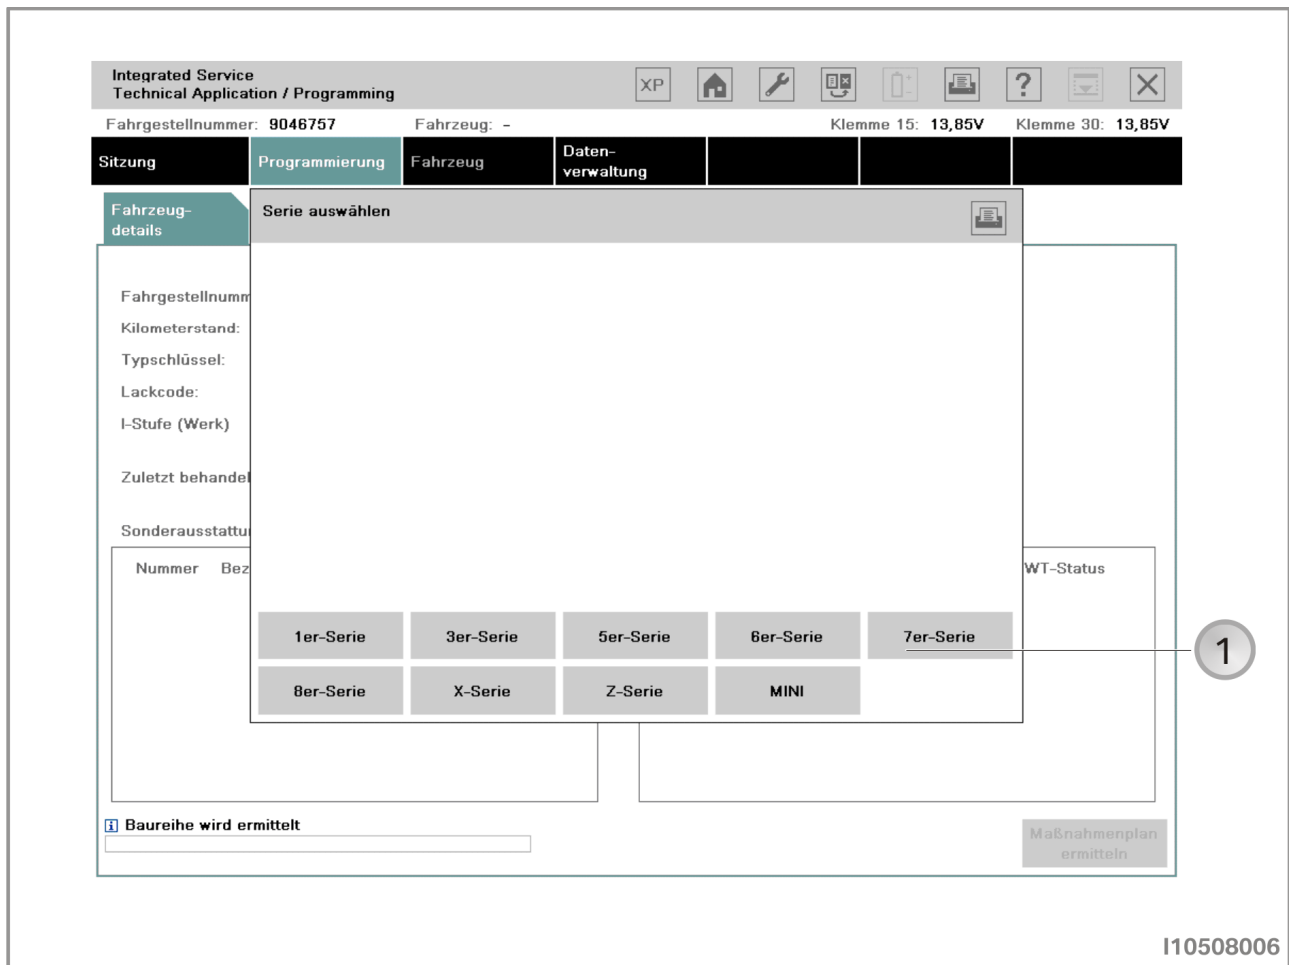 Integrated Service
Technical Application / Programming
XP
?
Fahrgestellnummer: 9046757 Fahrzeug: - Klemme 15: 13,85V Klemme 30: 13,85V
Sitzung
Programmierung
Fahrzeug
Daten-
verwaltung
Fahrzeug-
details
Serie auswählen
Fahrgestellnumm
Kilometerstand:
Typschlüssel:
Lackcode:
I-Stufe (Werk)
Zuletzt behandel
Sonderausstattu
Nummer Bez
WT-Status
1er-Serie 3er-Serie 5er-Serie 6er-Serie 7er-Serie
1
8er-Serie X-Serie Z-Serie MINI
i Baureihe wird ermittelt
Maßnahmenplan
ermitteln
I10508006